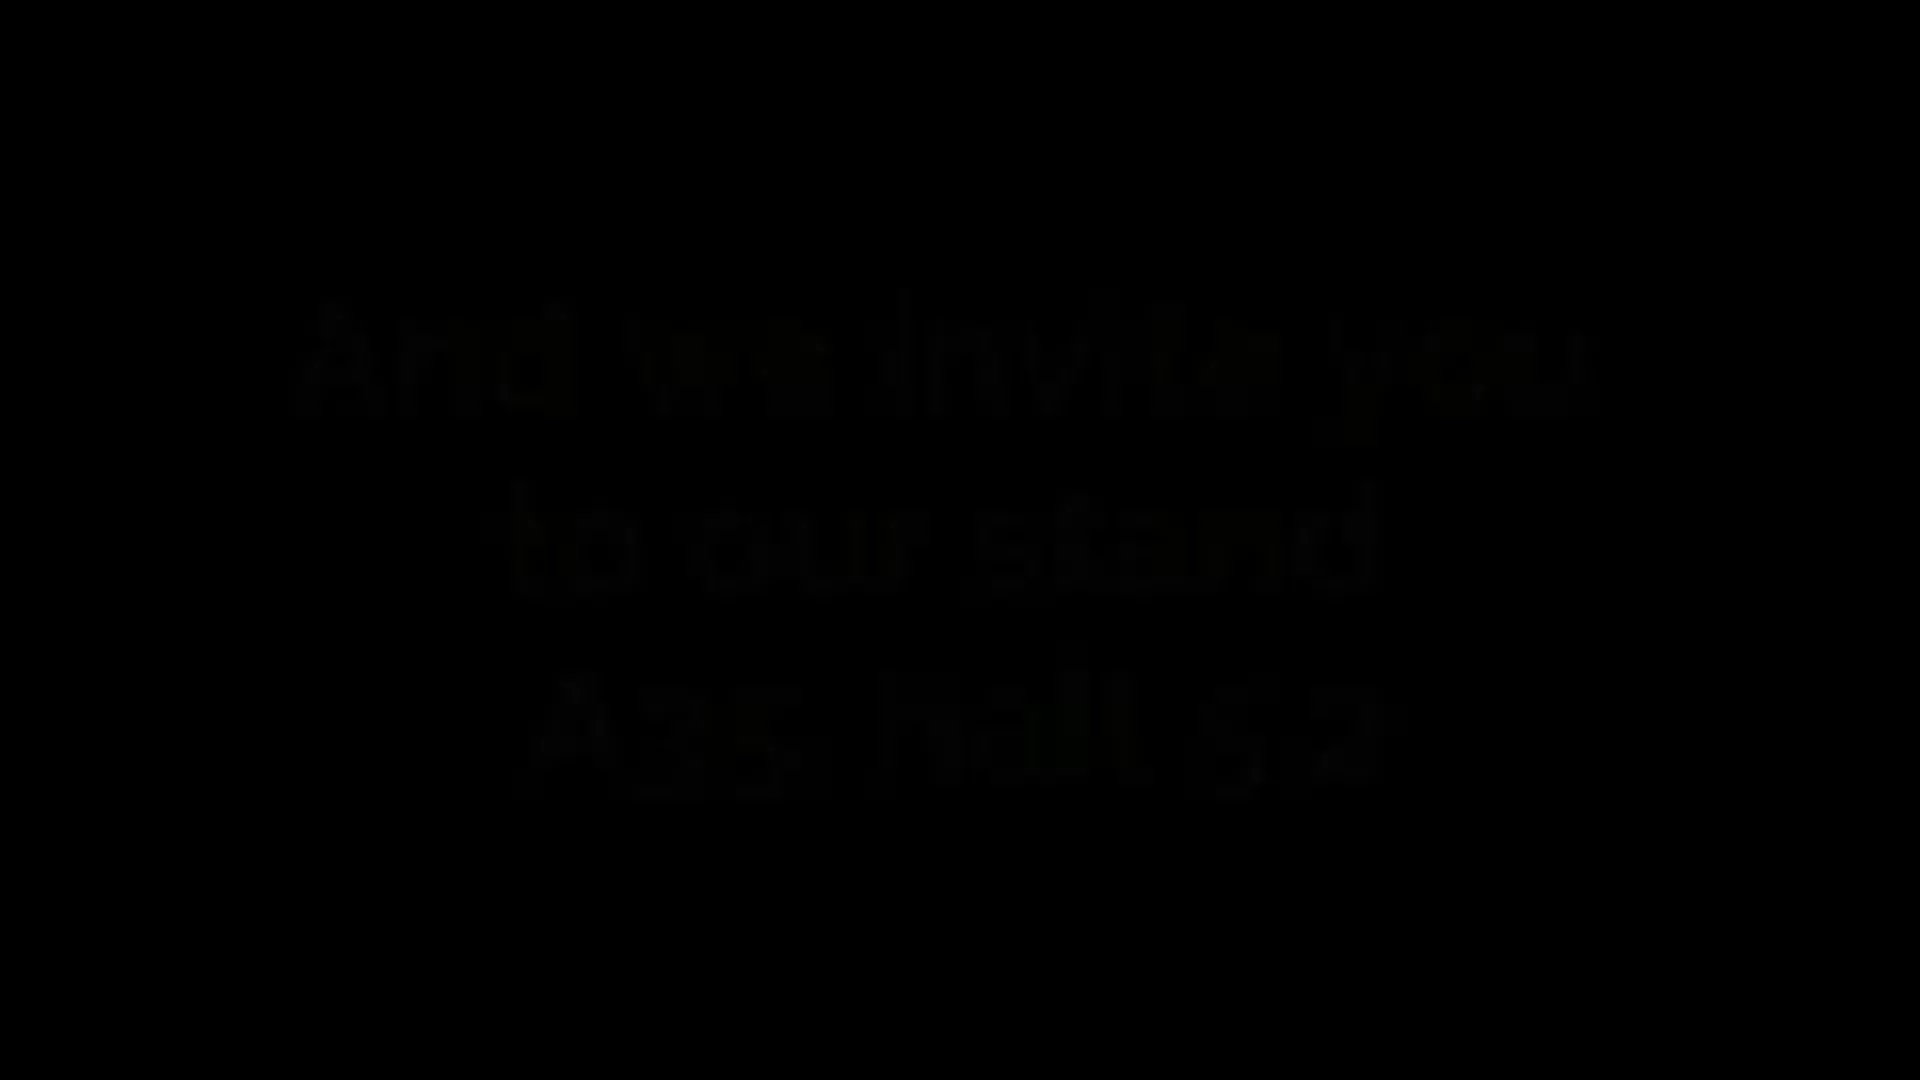 And we invite you
to our stand
A35, hall 5.2